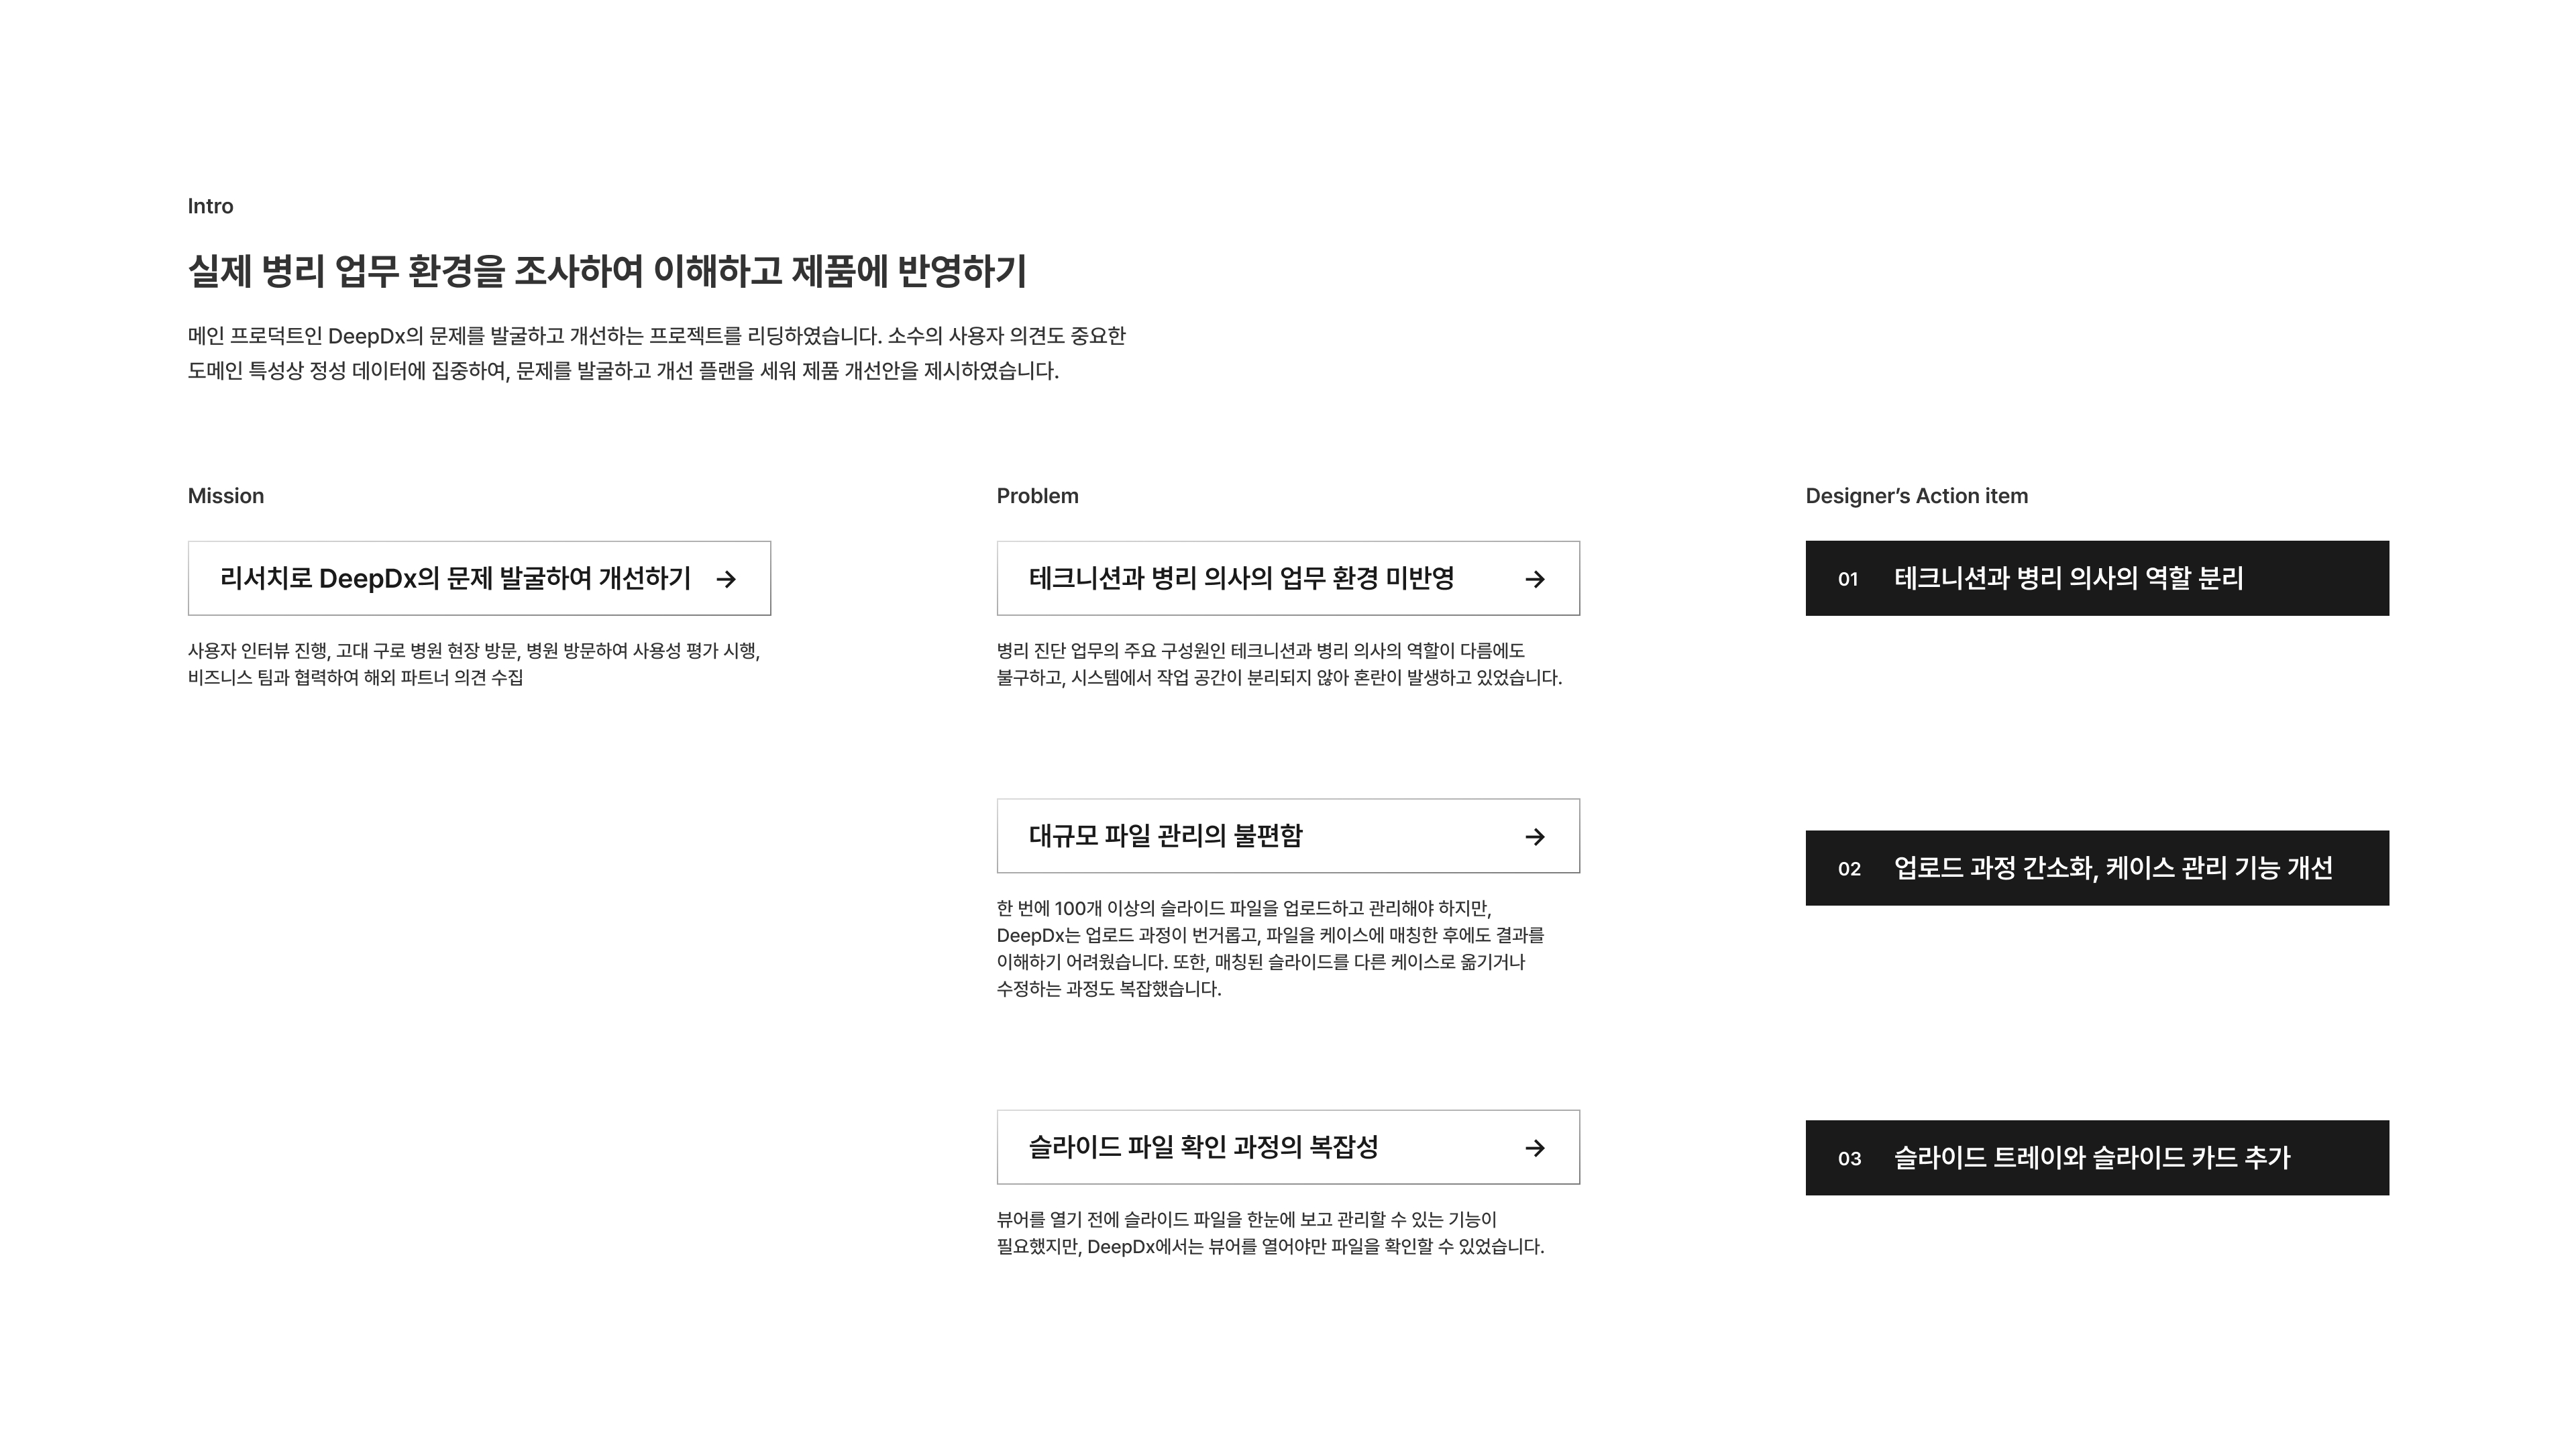 Intro
실제 병리 업무 환경을 조사하여 이해하고 제품에 반영하기
메인 프로덕트인 DeepDx의 문제를 발굴하고 개선하는 프로젝트를 리딩하였습니다. 소수의 사용자 의견도 중요한
도메인 특성상 정성 데이터에 집중하여, 문제를 발굴하고 개선 플랜을 세워 제품 개선안을 제시하였습니다.
Mission
리서치로 DeepDx의 문제 발굴하여 개선하기 →
사용자 인터뷰 진행, 고대 구로 병원 현장 방문, 병원 방문하여 사용성 평가 시행,
비즈니스 팀과 협력하여 해외 파트너 의견 수집
Problem
테크니션과 병리 의사의 업무 환경 미반영 →
병리 진단 업무의 주요 구성원인 테크니션과 병리 의사의 역할이 다름에도
불구하고, 시스템에서 작업 공간이 분리되지 않아 혼란이 발생하고 있었습니다.
대규모 파일 관리의 불편함 →
한 번에 100개 이상의 슬라이드 파일을 업로드하고 관리해야 하지만,
DeepDx는 업로드 과정이 번거롭고, 파일을 케이스에 매칭한 후에도 결과를
이해하기 어려웠습니다. 또한, 매칭된 슬라이드를 다른 케이스로 옮기거나
수정하는 과정도 복잡했습니다.
슬라이드 파일 확인 과정의 복잡성 →
뷰어를 열기 전에 슬라이드 파일을 한눈에 보고 관리할 수 있는 기능이
필요했지만, DeepDx에서는 뷰어를 열어야만 파일을 확인할 수 있었습니다.
Designer’s Action item
01 테크니션과 병리 의사의 역할 분리
02 업로드 과정 간소화, 케이스 관리 기능 개선
03 슬라이드 트레이와 슬라이드 카드 추가